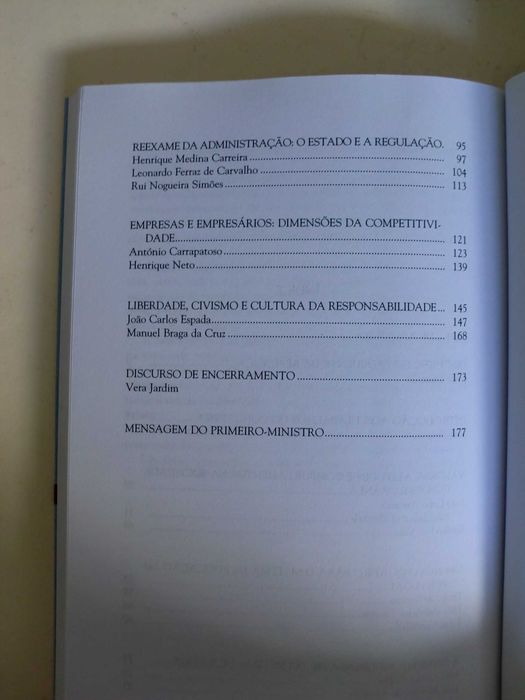 REEXAME DA ADMINISTRAÇÃO: O ESTADO E A REGULAÇÃO. 95
Henrique Medina Carreira 97
Leonardo Ferraz de Carvalho 104
Rui Nogueira Simões 113
EMPRESAS E EMPRESÁRIOS: DIMENSÕES DA COMPETITIVI-
DADE 121
António Carrapatoso 123
Henrique Neto 139
LIBERDADE, CIVISMO E CULTURA DA RESPONSABILIDADE... 145
João Carlos Espada 147
Manuel Braga da Cruz 168
DISCURSO DE ENCERRAMENTO 173
Vera Jardim
MENSAGEM DO PRIMEIRO-MINISTRO 177